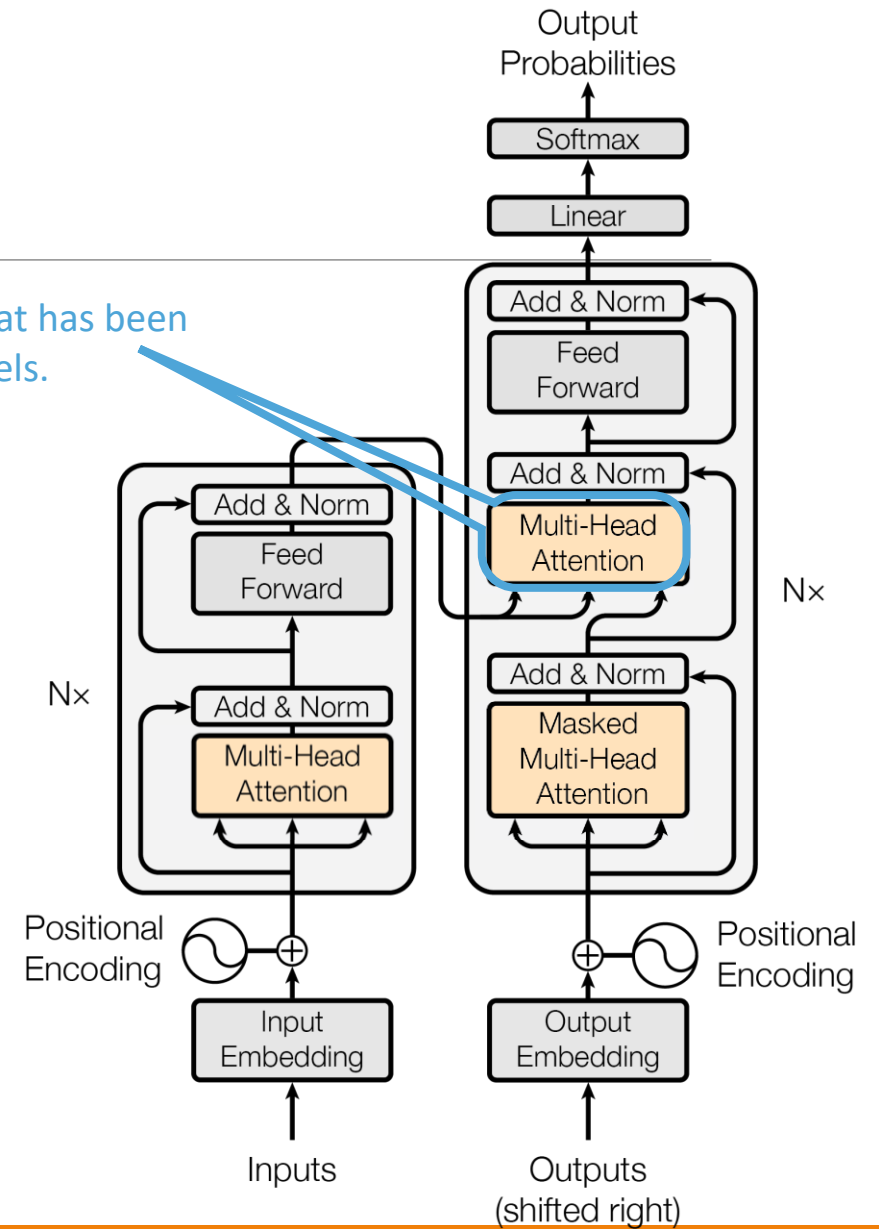 Output
Probabilities
Softmax
Linear
at has been
els.
Add & Norm
Feed
Forward
Add & Norm
Multi-Head
Attention
Nx
Add & Norm
Masked
Multi-Head
Attention
Add & Norm
Feed
Forward
Nx
Add & Norm
Multi-Head
Attention
Positional
Encoding
Positional
Encoding
Input
Embedding
Output
Embedding
Inputs
Outputs
(shifted right)